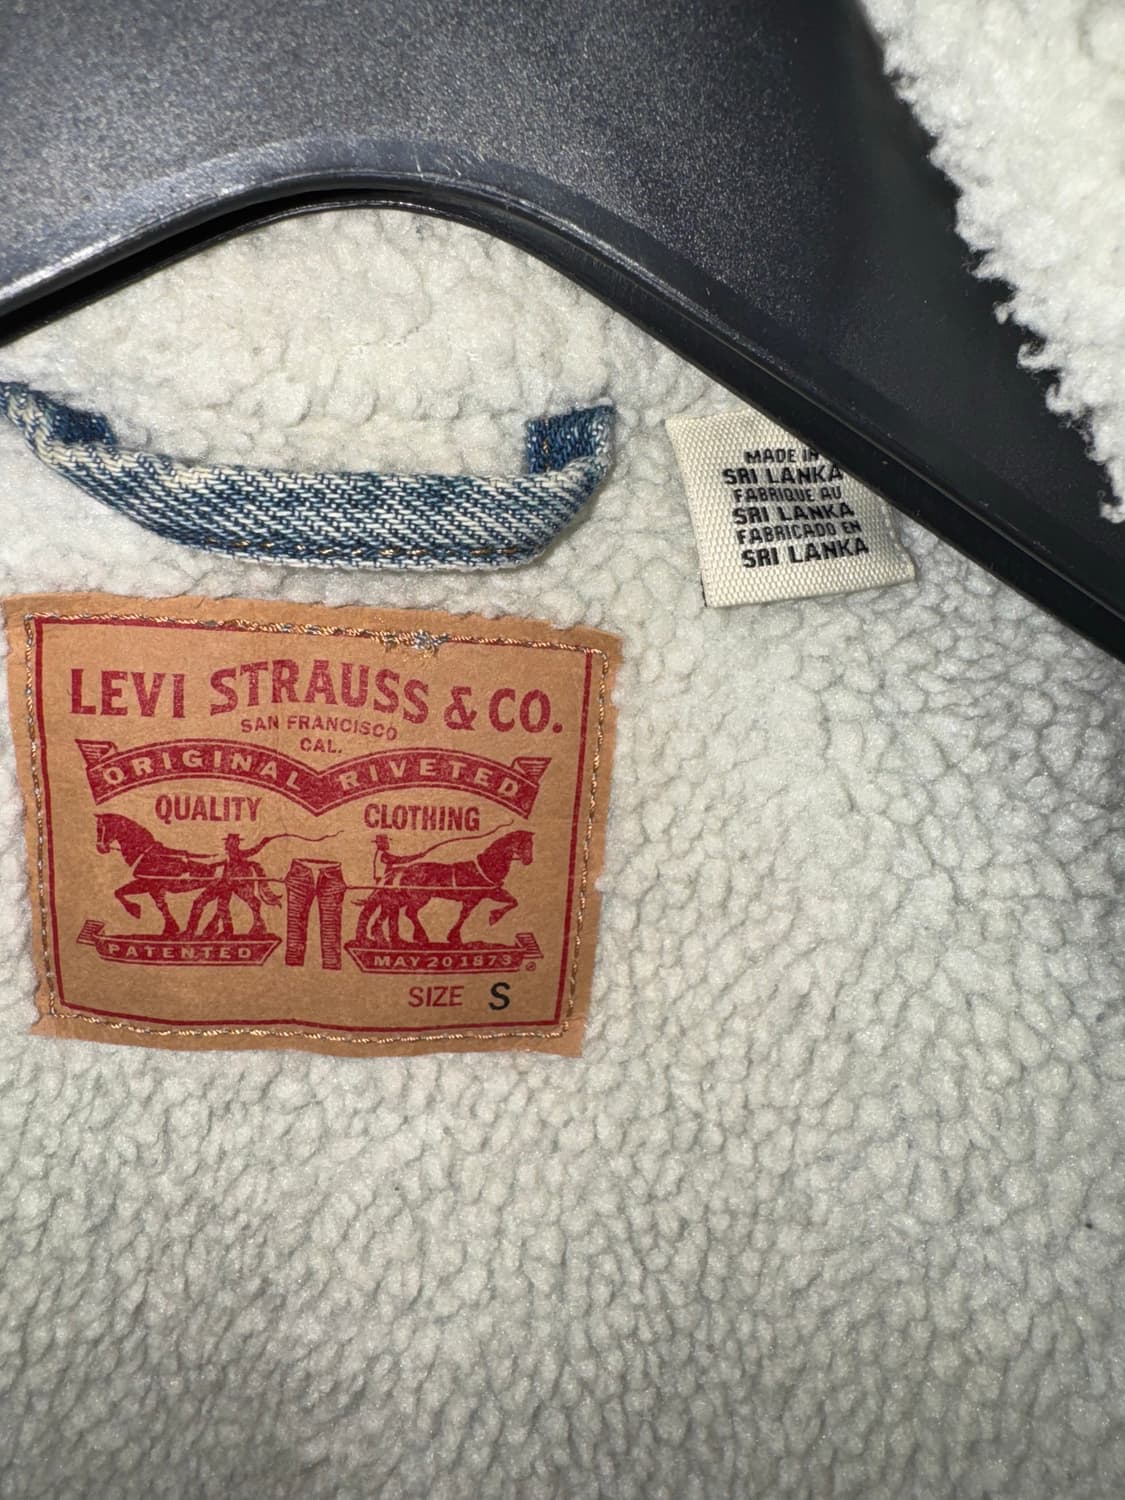 MADE IN
SRI LANKA
FABRIQUE AU
SRI LANKA
FABRICADO EN
SRI LANKA
LEVI STRAUSS & CO.
SAN FRANCISCO
CAL.
ORIGINAL RIVETED
QUALITY CLOTHING
PATENTED MAY 20 1873
SIZE S